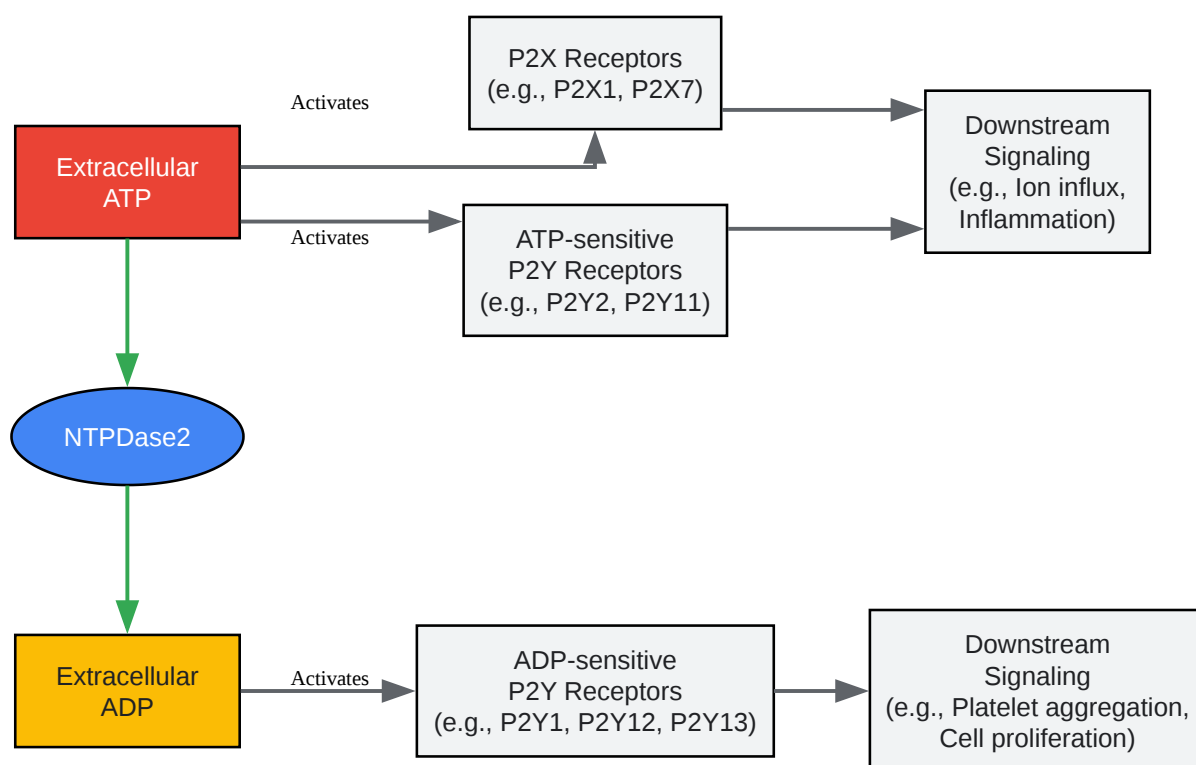 P2X Receptors
(e.g., P2X1, P2X7)
Activates
Extracellular
ATP
Downstream
Signaling
(e.g., Ion influx,
Inflammation)
Activates
ATP-sensitive
P2Y Receptors
(e.g., P2Y2, P2Y11)
NTPDase2
Extracellular
ADP
Activates
ADP-sensitive
P2Y Receptors
(e.g., P2Y1, P2Y12, P2Y13)
Downstream
Signaling
(e.g., Platelet aggregation,
Cell proliferation)